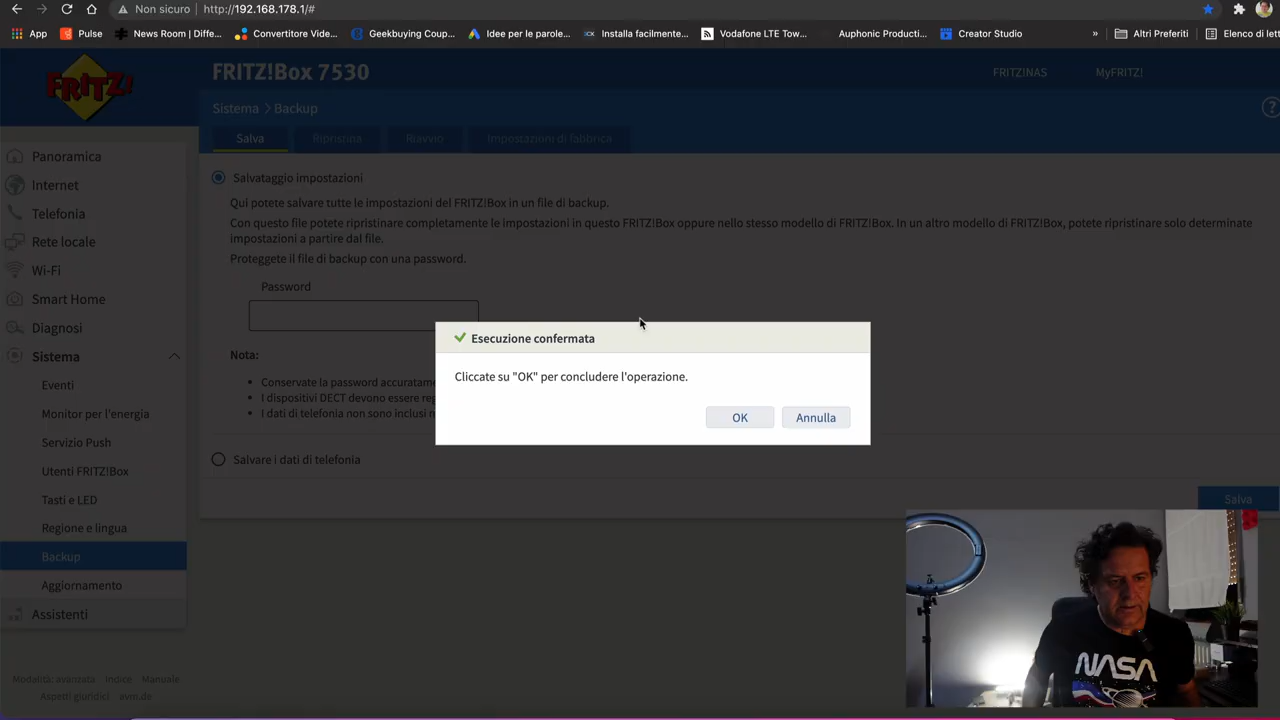 Non sicuro | http://192.168.178.1/#
App
Pulse
News Room | Diffe...
Convertitore Vide...
Geekbuying Coup...
Idee per le parole...
Installa facilmente...
Vodafone LTE Tow...
Auphonic Producti...
Creator Studio
»
Altri Preferiti
Elenco di lett
FRITZ!
FRITZ!Box 7530
FRITZ!NAS
MyFRITZ!
Sistema > Backup
?
Salva
Ripristina
Riavvio
Impostazioni di fabbrica
Panoramica
Internet
Telefonia
Rete locale
Wi-Fi
Smart Home
Diagnosi
Sistema
Eventi
Monitor per l'energia
Servizio Push
Utenti FRITZ!Box
Tasti e LED
Regione e lingua
Backup
Aggiornamento
Assistenti
Modalità: avanzata Indice Manuale
Aspetti giuridici avm.de
Salvataggio impostazioni
Qui potete salvare tutte le impostazioni del FRITZ!Box in un file di backup.
Con questo file potete ripristinare completamente le impostazioni in questo FRITZ!Box oppure nello stesso modello di FRITZ!Box. In un altro modello di FRITZ!Box, potete ripristinare solo determinate
impostazioni a partire dal file.
Proteggete il file di backup con una password.
Password
Nota:
• Conservate la password accuratame
• I dispositivi DECT devono essere reg
• I dati di telefonia non sono inclusi n
Esecuzione confermata
Cliccate su "OK" per concludere l'operazione.
OK
Annulla
Salvare i dati di telefonia
Salva
NASA